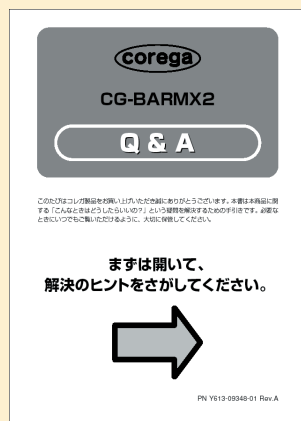 corega
CG-BARMX2
Q & A
このたびはコレガ製品をお買い上げいただき誠にありがとうございます。本書は本商品に関
する「こんなときはどうしたらいいの？」という疑問を解決するための手引きです。必要な
ときにいつでもご覧いただけるように、大切に保管してください。
まずは開いて、
解決のヒントをさがしてください。
PN Y613-09348-01 Rev.A